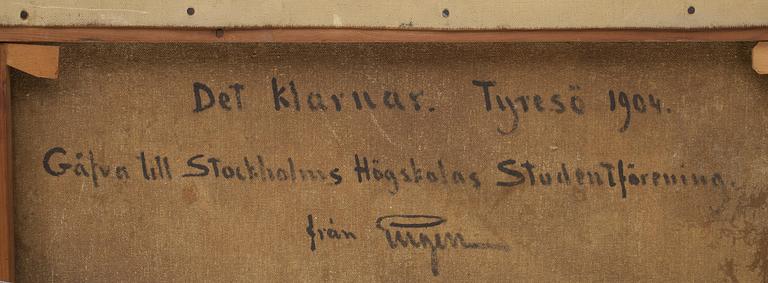 Det klarnar. Tyresö 1904.
Gåfva till Stockholms Högskolas Studentförening.
från Eugen